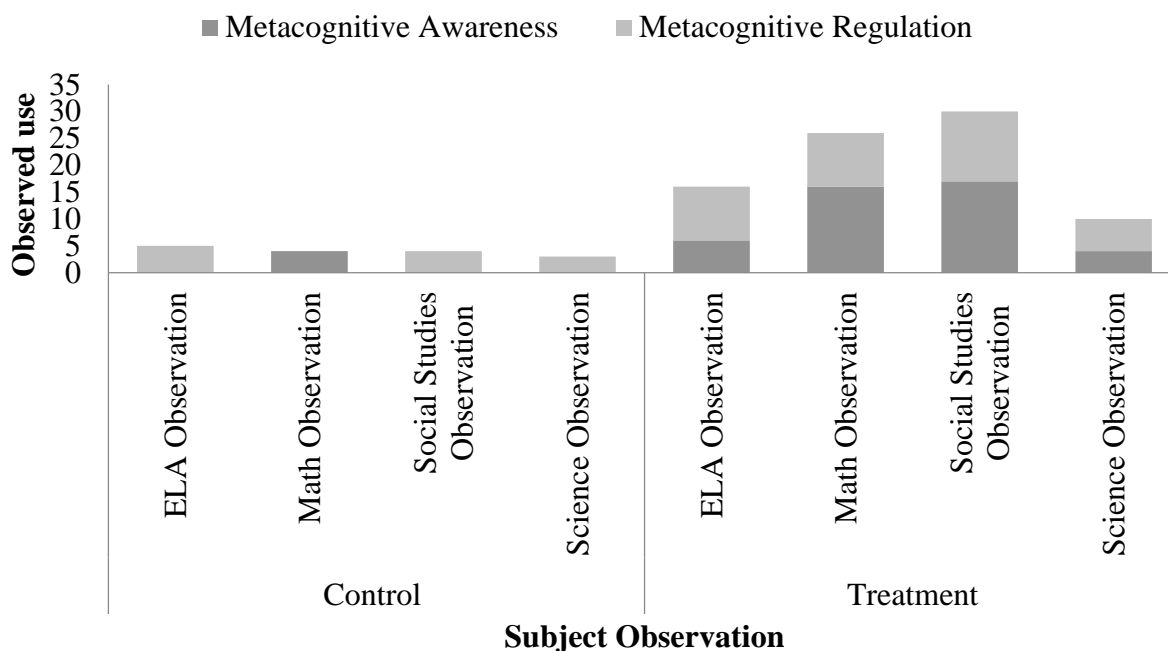 Metacognitive Awareness Metacognitive Regulation
Observed use
35
30
25
20
15
10
5
0
ELA Observation
Math Observation
Social Studies
Observation
Science Observation
ELA Observation
Math Observation
Social Studies
Observation
Science Observation
Control Treatment
Subject Observation